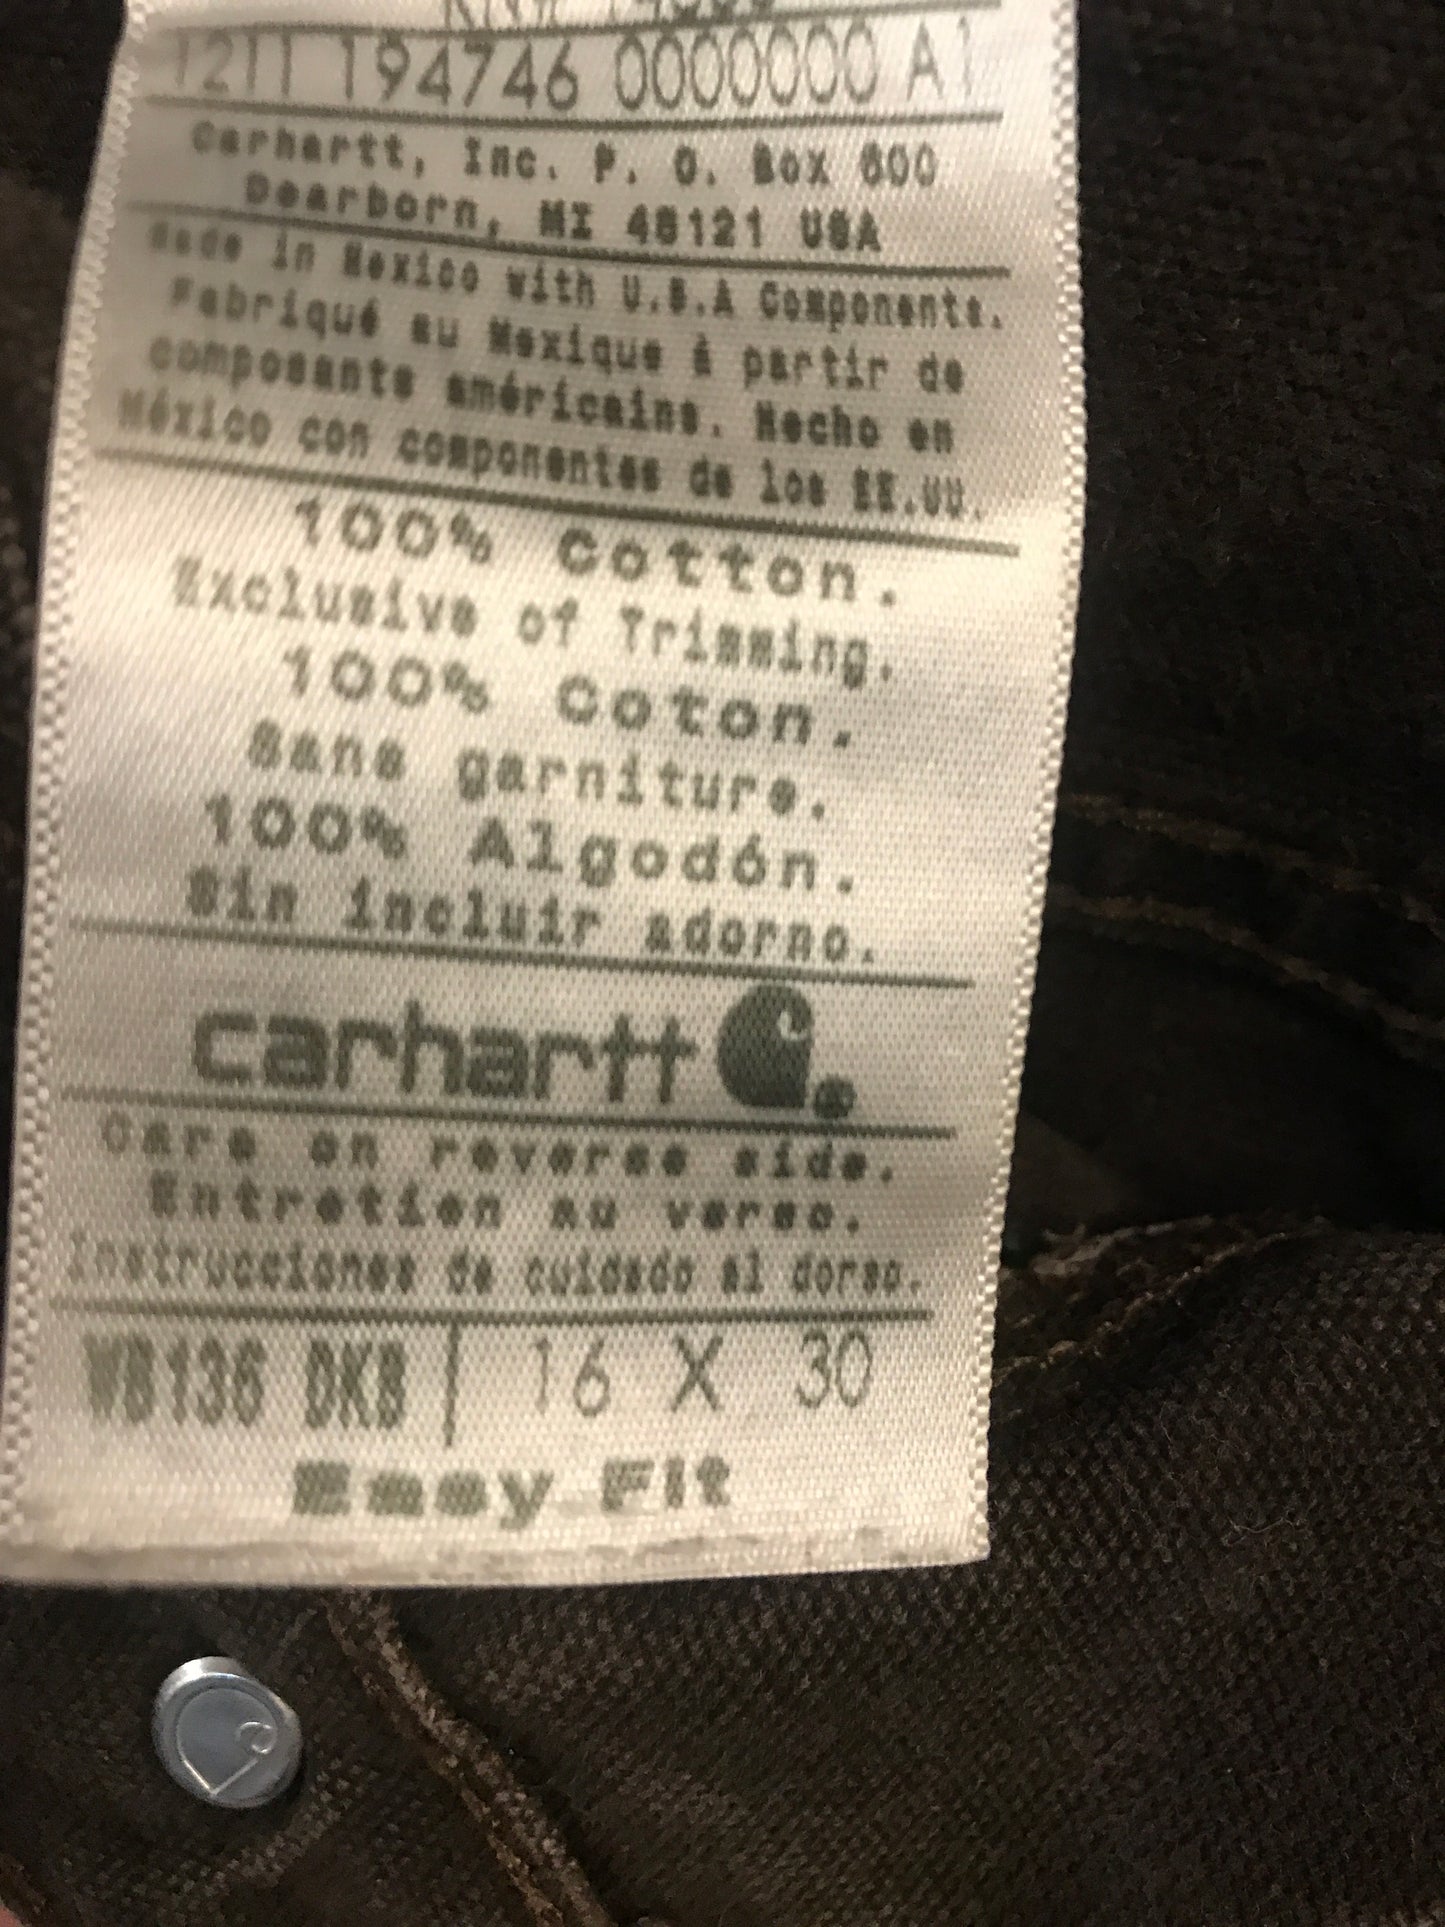 1211 194746 0000000 A1
Carhartt, Inc. P. O. Box 600
Dearborn, MI 48121 USA
Made in Mexico with U.S.A Components.
Fabriqué au Mexique à partir de
composants américains. Hecho en
México con componentes de los EE.UU.
100% Cotton.
Exclusive of Trimming.
100% Coton.
Sans garniture.
100% Algodón.
Sin incluir adorno.
carhartt
Care on reverse side.
Entretien au verso.
Instrucciones de cuidado al dorso.
WB136 DKB | 16 X 30
Easy Fit